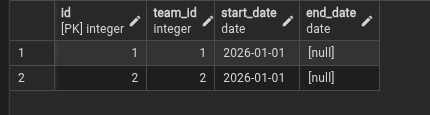 id team_id start_date end_date
[PK] integer integer date date
1 1 1 2026-01-01 [null]
2 2 2 2026-01-01 [null]